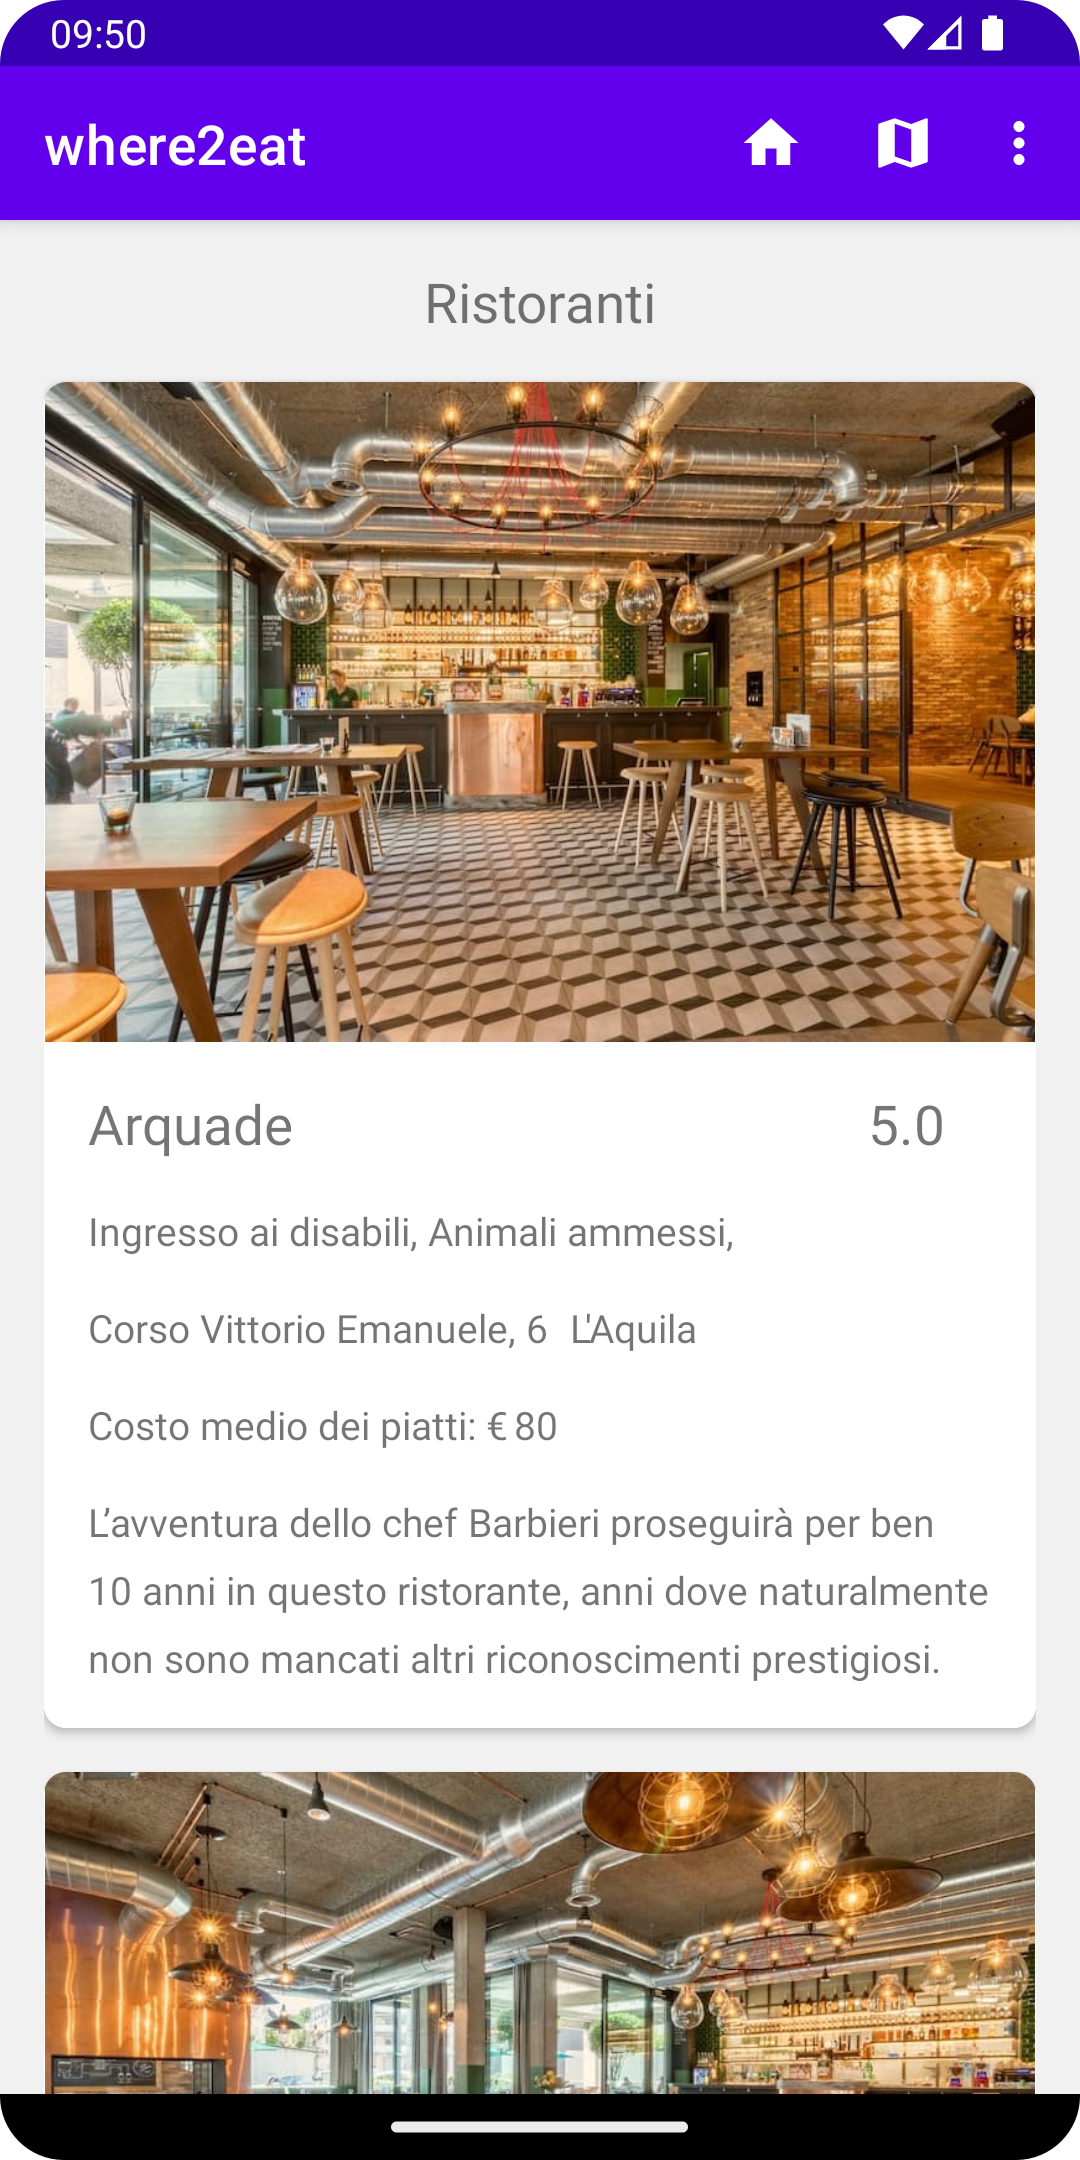 09:50
where2eat
Ristoranti
Arquade
5.0
Ingresso ai disabili, Animali ammessi,
Corso Vittorio Emanuele, 6  L'Aquila
Costo medio dei piatti: € 80
L’avventura dello chef Barbieri proseguirà per ben
10 anni in questo ristorante, anni dove naturalmente
non sono mancati altri riconoscimenti prestigiosi.